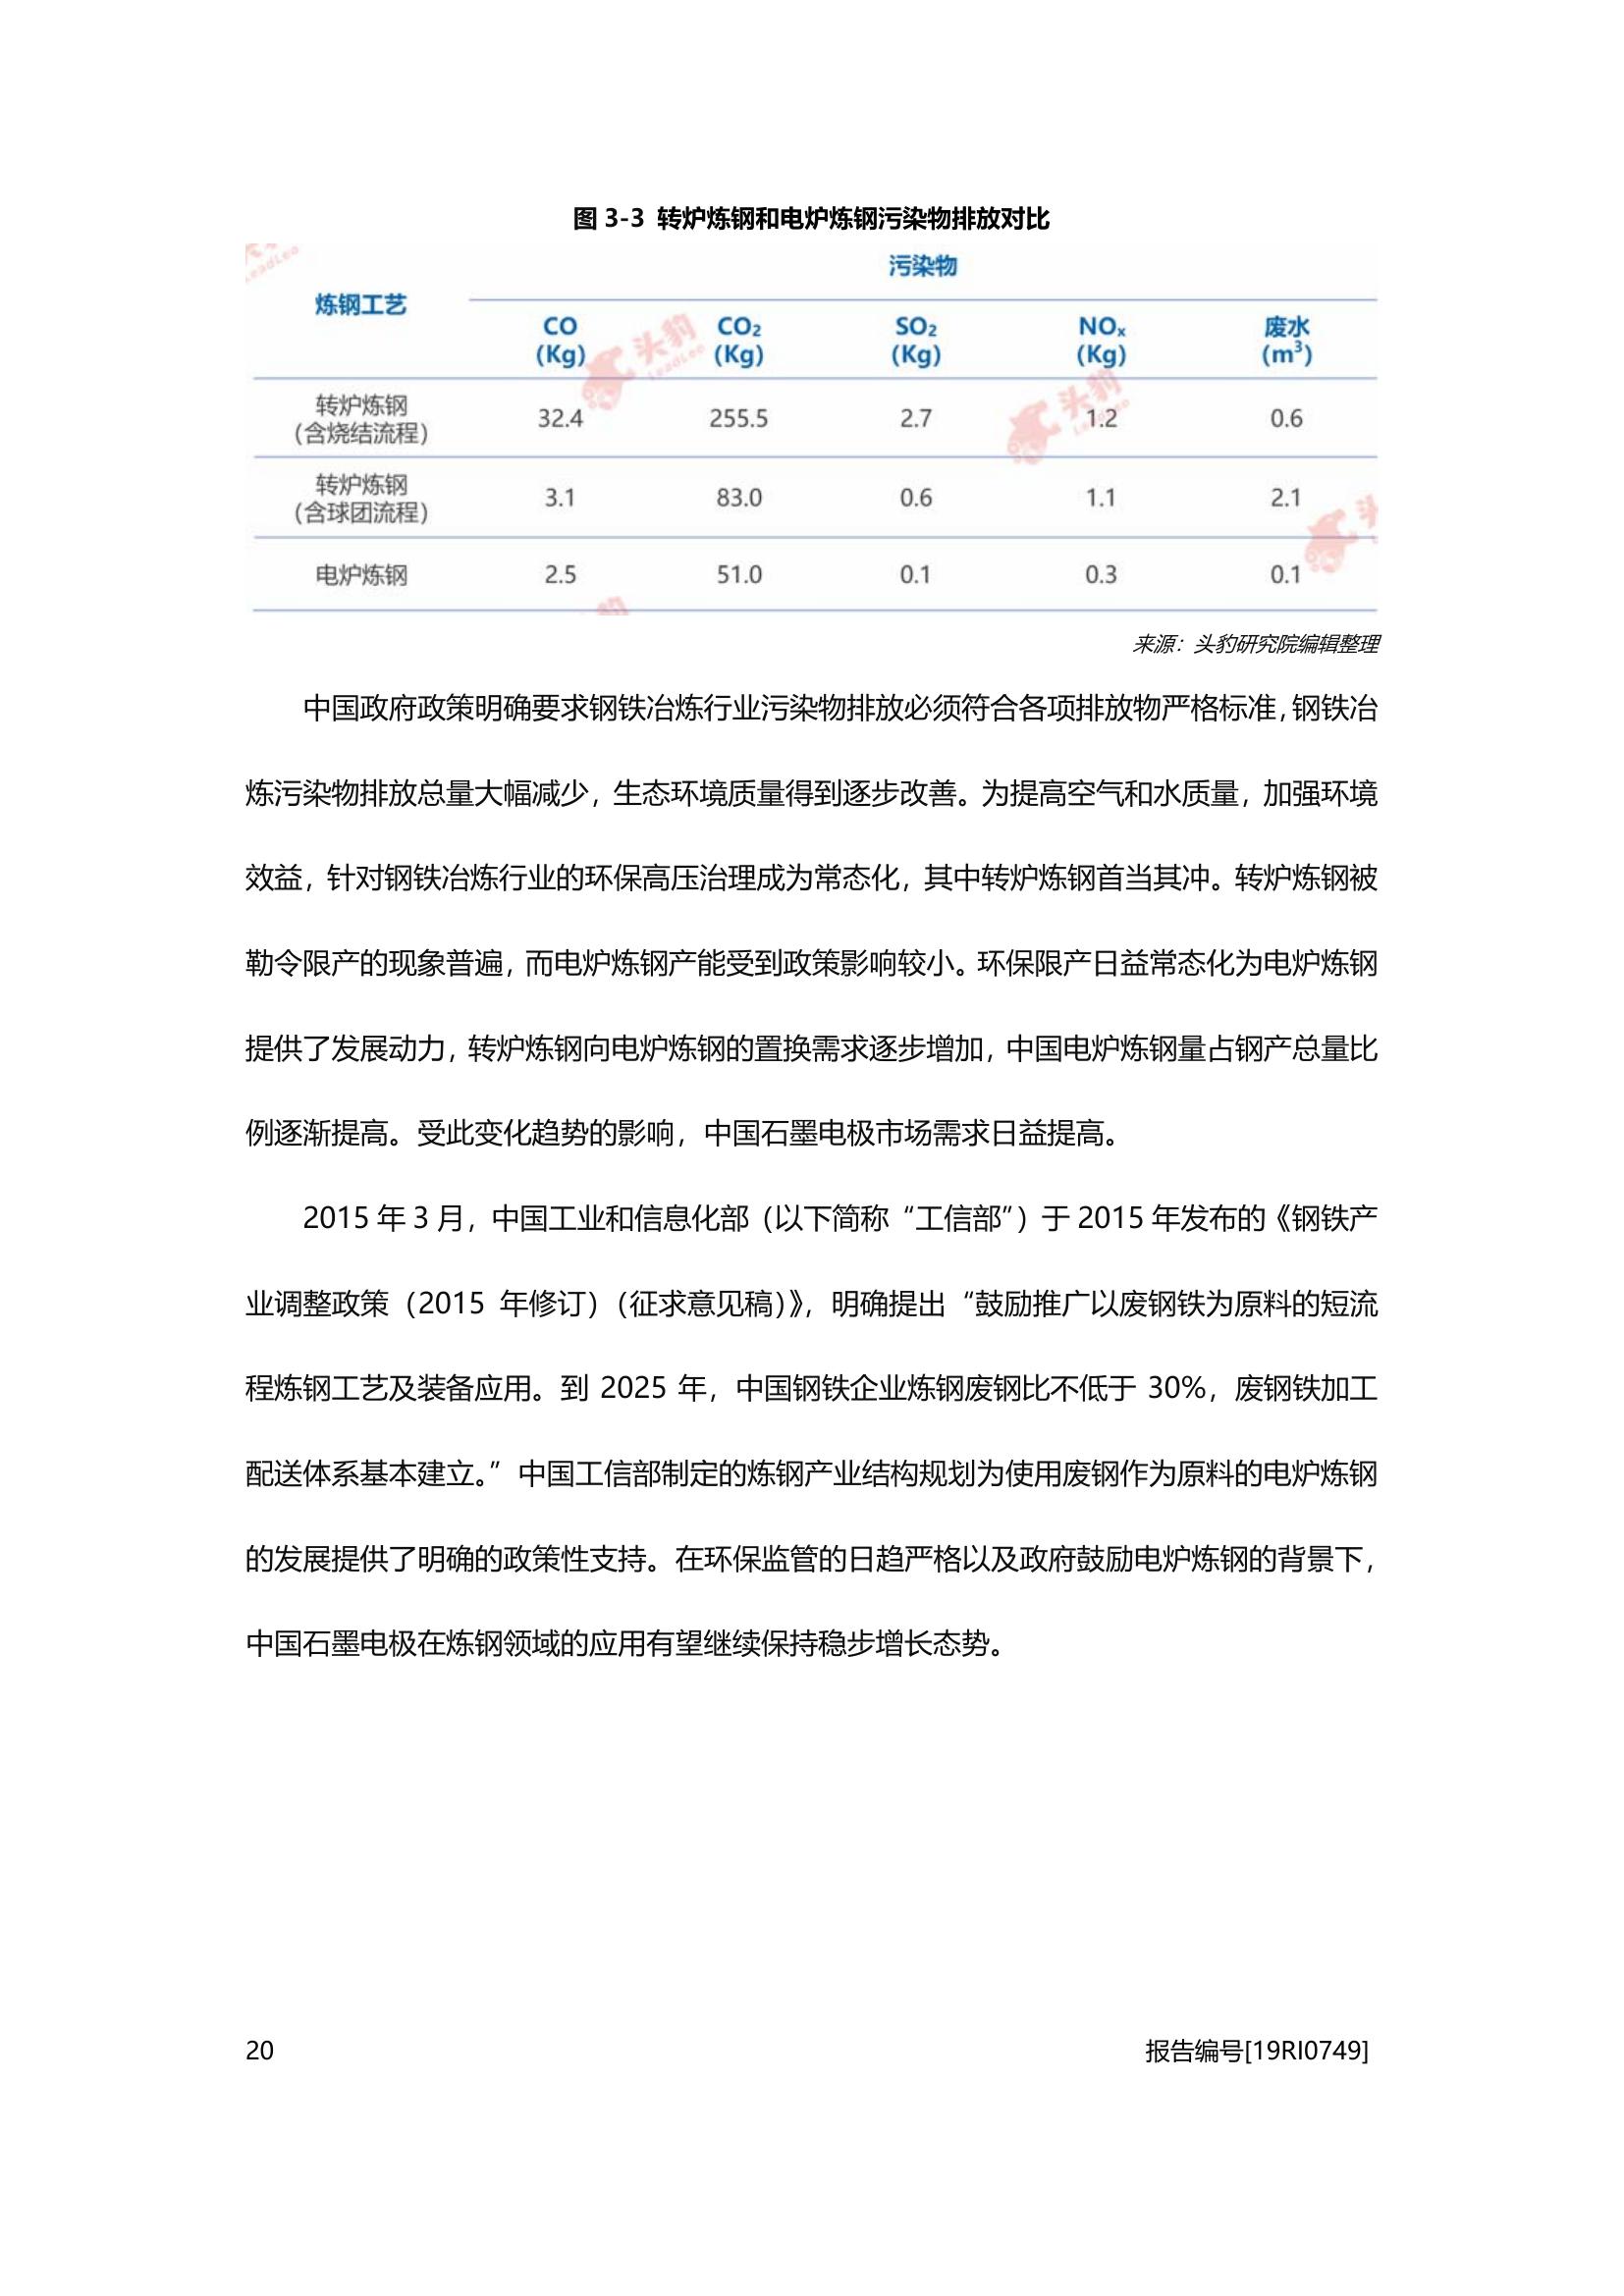 图 3-3 转炉炼钢和电炉炼钢污染物排放对比
污染物
炼钢工艺
CO CO₂ SO₂ NOₓ 废水
(Kg) (Kg) (Kg) (Kg) (m³)
转炉炼钢
（含烧结流程） 32.4 255.5 2.7 1.2 0.6
转炉炼钢
（含球团流程） 3.1 83.0 0.6 1.1 2.1
电炉炼钢 2.5 51.0 0.1 0.3 0.1
头豹
LeadLeo
头豹
LeadLeo
来源：头豹研究院编辑整理
中国政府政策明确要求钢铁冶炼行业污染物排放必须符合各项排放物严格标准，钢铁冶
炼污染物排放总量大幅减少，生态环境质量得到逐步改善。为提高空气和水质量，加强环境
效益，针对钢铁冶炼行业的环保高压治理成为常态化，其中转炉炼钢首当其冲。转炉炼钢被
勒令限产的现象普遍，而电炉炼钢产能受到政策影响较小。环保限产日益常态化为电炉炼钢
提供了发展动力，转炉炼钢向电炉炼钢的置换需求逐步增加，中国电炉炼钢量占钢产总量比
例逐渐提高。受此变化趋势的影响，中国石墨电极市场需求日益提高。
2015 年 3 月，中国工业和信息化部（以下简称“工信部”）于 2015 年发布的《钢铁产
业调整政策（2015 年修订）（征求意见稿）》，明确提出“鼓励推广以废钢铁为原料的短流
程炼钢工艺及装备应用。到 2025 年，中国钢铁企业炼钢废钢比不低于 30%，废钢铁加工
配送体系基本建立。”中国工信部制定的炼钢产业结构规划为使用废钢作为原料的电炉炼钢
的发展提供了明确的政策性支持。在环保监管的日趋严格以及政府鼓励电炉炼钢的背景下，
中国石墨电极在炼钢领域的应用有望继续保持稳步增长态势。
20 报告编号[19RI0749]